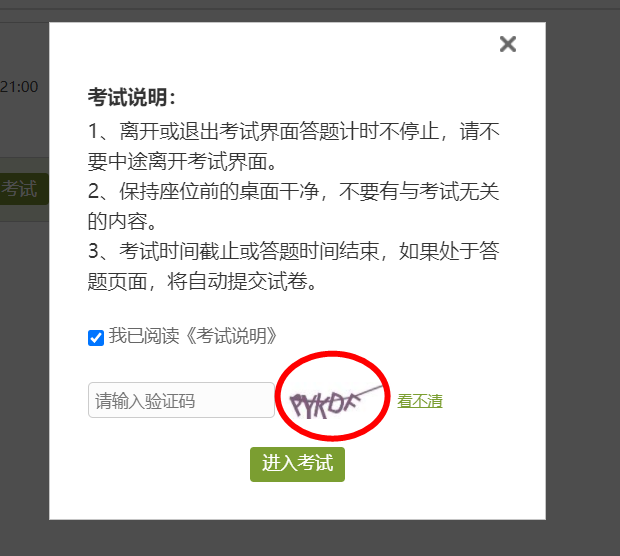 21:00
考试
考试说明：
1、离开或退出考试界面答题计时不停止，请不
要中途离开考试界面。
2、保持座位前的桌面干净，不要有与考试无关
的内容。
3、考试时间截止或答题时间结束，如果处于答
题页面，将自动提交试卷。
我已阅读《考试说明》
请输入验证码 PYKDF 看不清
进入考试